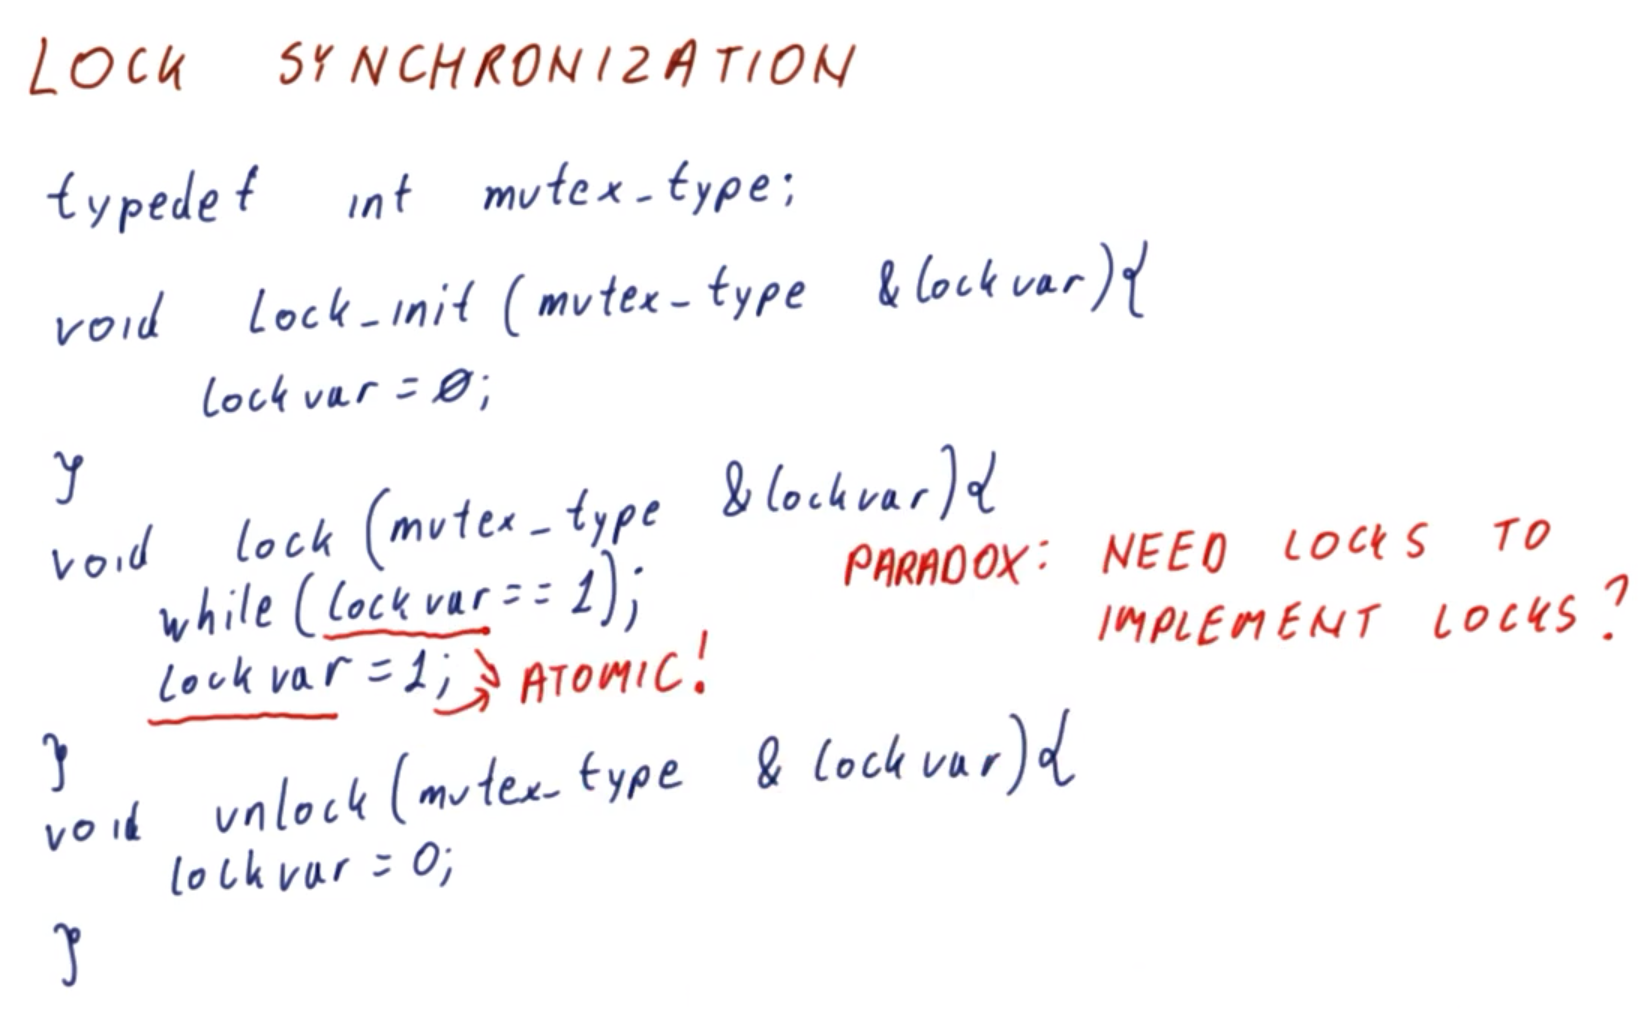 LOCK SYNCHRONIZATION
typedef int mutex_type;
void lock_init (mutex_type &lockvar){
lockvar = 0;
}
void lock (mutex_type &lockvar){
while (lockvar == 1);
PARADOX: NEED LOCKS TO
IMPLEMENT LOCKS?
lockvar = 1; ATOMIC!
}
void unlock (mutex_type &lockvar){
lockvar = 0;
}